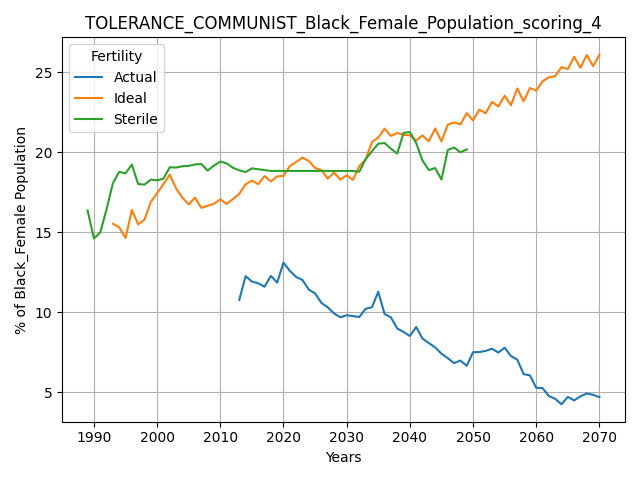 TOLERANCE_COMMUNIST_Black_Female_Population_scoring_4
Fertility
Actual
Ideal
Sterile
% of Black_Female Population
25
20
15
10
5
1990 2000 2010 2020 2030 2040 2050 2060 2070
Years